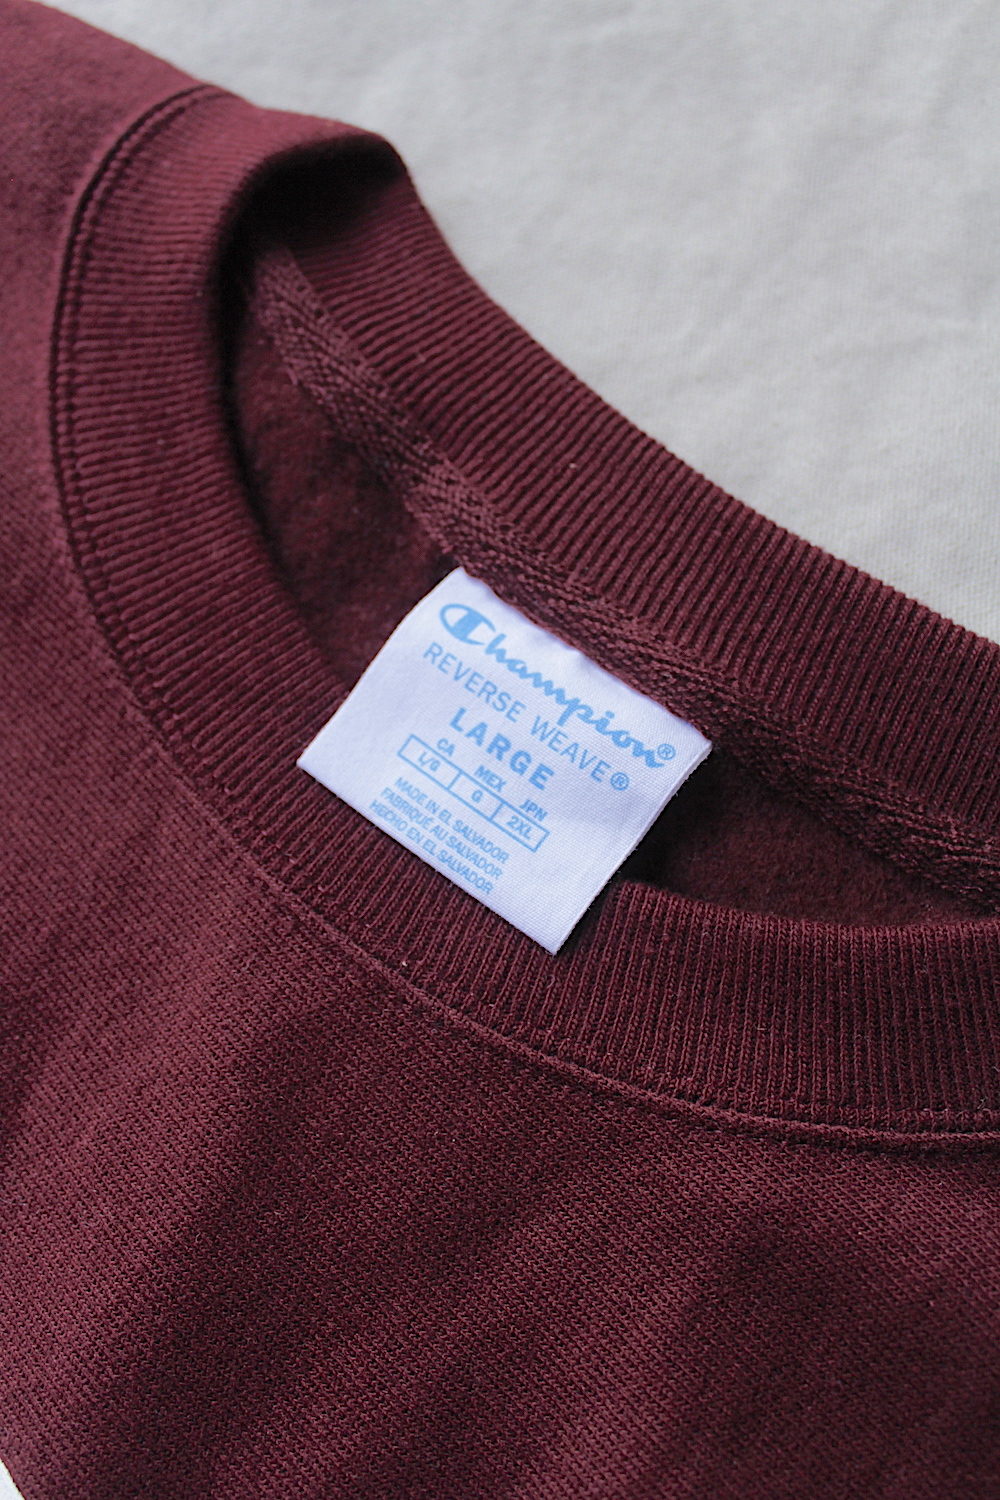 Champion®
REVERSE WEAVE®
LARGE
CA MEX JPN
L/G G 2XL
MADE IN EL SALVADOR
FABRIQUÉ AU SALVADOR
HECHO EN EL SALVADOR